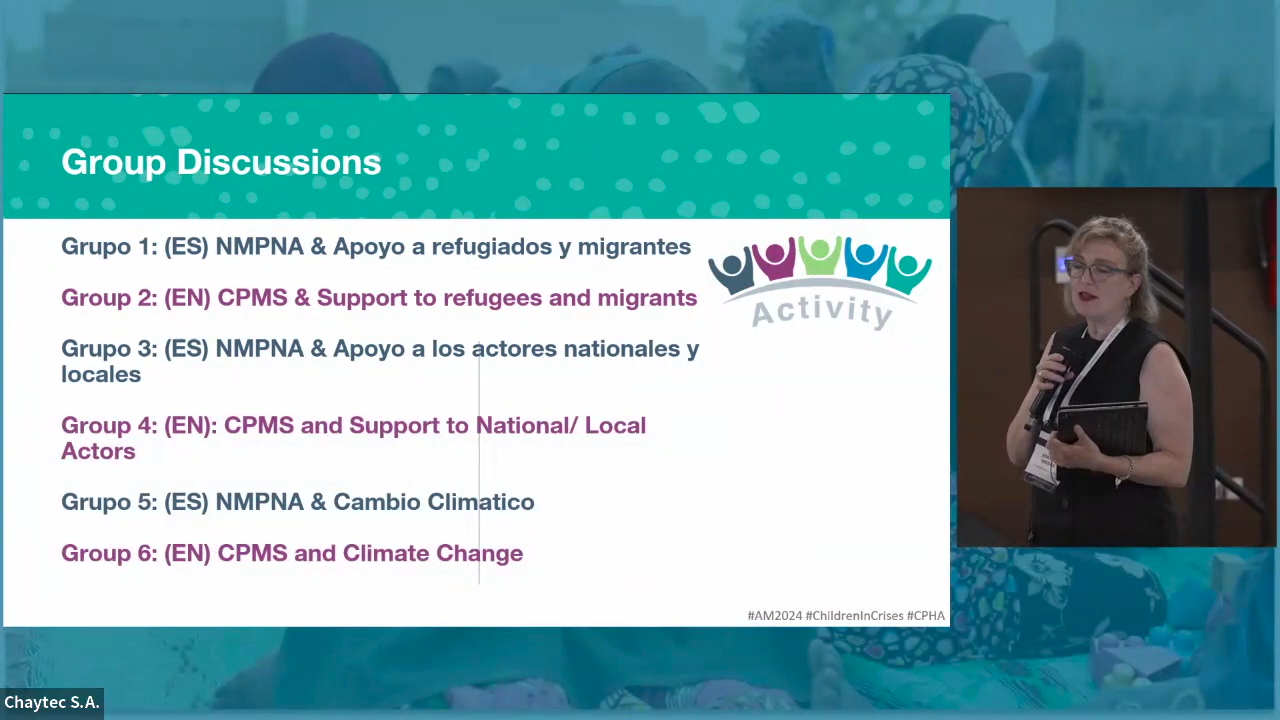 Group Discussions
Grupo 1: (ES) NMPNA & Apoyo a refugiados y migrantes
Group 2: (EN) CPMS & Support to refugees and migrants
Grupo 3: (ES) NMPNA & Apoyo a los actores nationales y
locales
Group 4: (EN): CPMS and Support to National/ Local
Actors
Grupo 5: (ES) NMPNA & Cambio Climatico
Group 6: (EN) CPMS and Climate Change
Activity
#AM2024 #ChildrenInCrises #CPHA
Chaytec S.A.